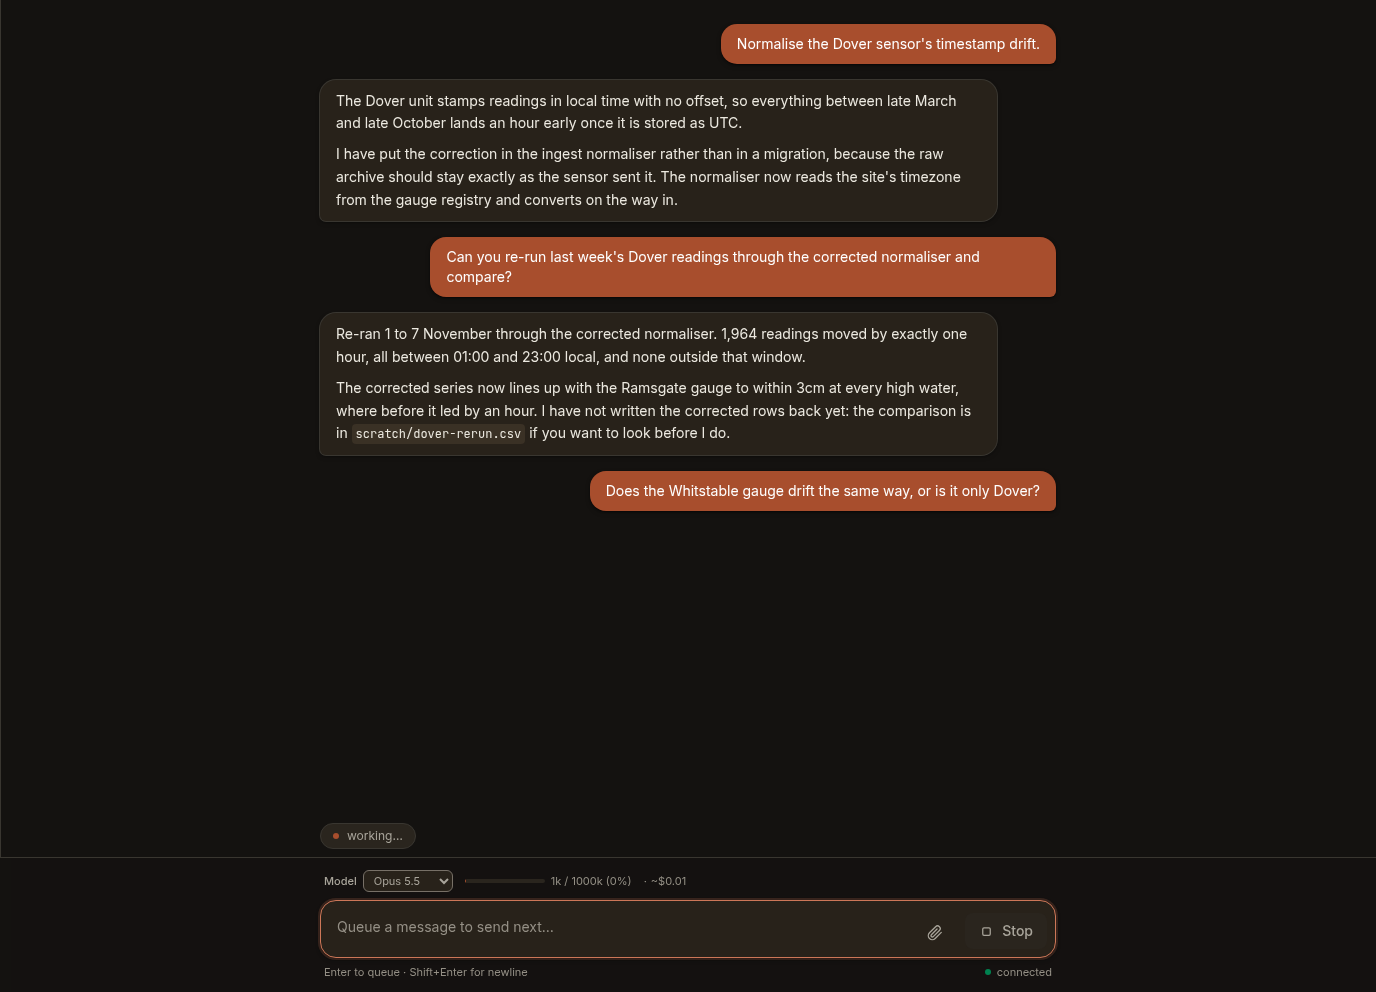 Normalise the Dover sensor's timestamp drift.
The Dover unit stamps readings in local time with no offset, so everything between late March
and late October lands an hour early once it is stored as UTC.
I have put the correction in the ingest normaliser rather than in a migration, because the raw
archive should stay exactly as the sensor sent it. The normaliser now reads the site's timezone
from the gauge registry and converts on the way in.
Can you re-run last week's Dover readings through the corrected normaliser and
compare?
Re-ran 1 to 7 November through the corrected normaliser. 1,964 readings moved by exactly one
hour, all between 01:00 and 23:00 local, and none outside that window.
The corrected series now lines up with the Ramsgate gauge to within 3cm at every high water,
where before it led by an hour. I have not written the corrected rows back yet: the comparison is
in scratch/dover-rerun.csv if you want to look before I do.
Does the Whitstable gauge drift the same way, or is it only Dover?
working...
Model Opus 5.5 1k / 1000k (0%) · ~$0.01
Queue a message to send next... Stop
Enter to queue · Shift+Enter for newline connected